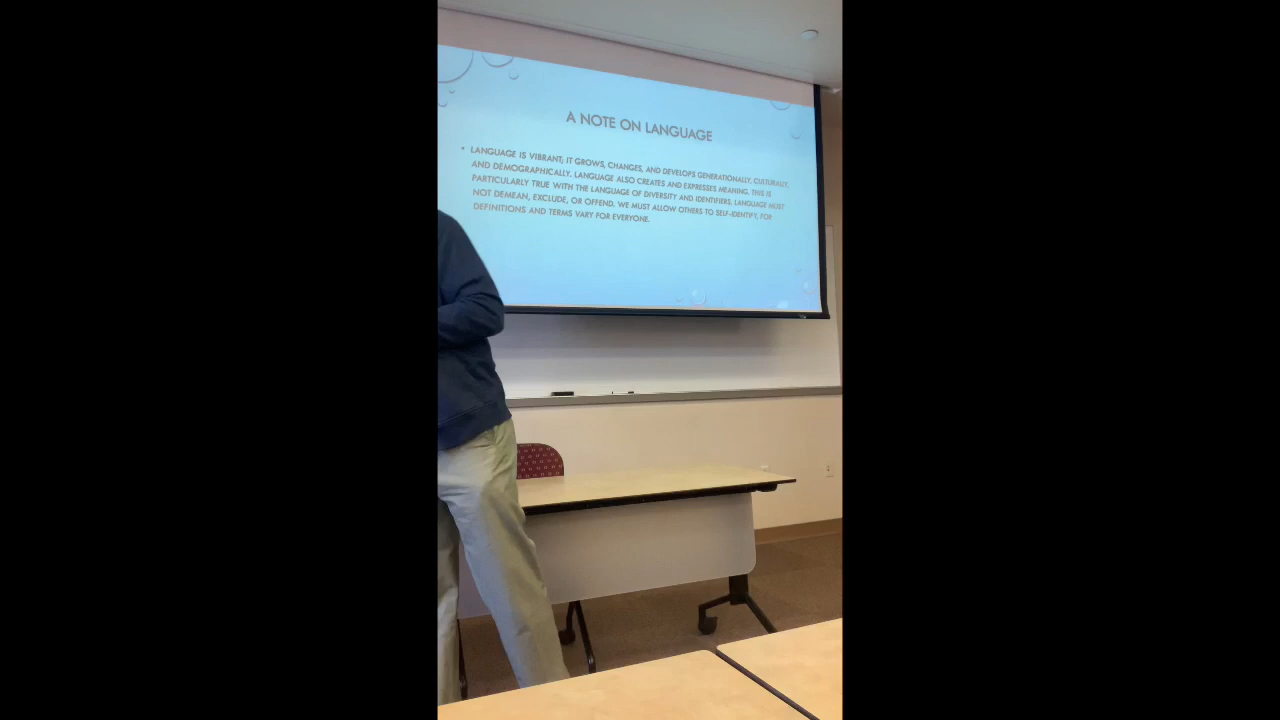 A NOTE ON LANGUAGE
• LANGUAGE IS VIBRANT; IT GROWS, CHANGES, AND DEVELOPS GENERATIONALLY, CULTURALLY,
AND DEMOGRAPHICALLY. LANGUAGE ALSO CREATES AND EXPRESSES MEANING. THIS IS
PARTICULARLY TRUE WITH THE LANGUAGE OF DIVERSITY AND IDENTIFIERS. LANGUAGE MUST
NOT DEMEAN, EXCLUDE, OR OFFEND. WE MUST ALLOW OTHERS TO SELF-IDENTIFY, FOR
DEFINITIONS AND TERMS VARY FOR EVERYONE.